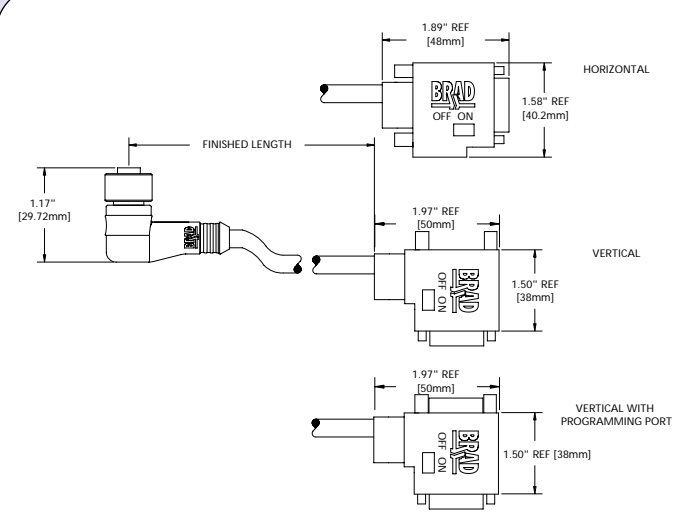 1.89" REF
[48mm]
HORIZONTAL
BRAD
OFF ON
1.58" REF
[40.2mm]
FINISHED LENGTH
1.17"
[29.72mm]
BRAD
1.97" REF
[50mm]
VERTICAL
BRAD
OFF ON
1.50" REF
[38mm]
1.97" REF
[50mm]
VERTICAL WITH
PROGRAMMING PORT
BRAD
OFF ON
1.50" REF [38mm]